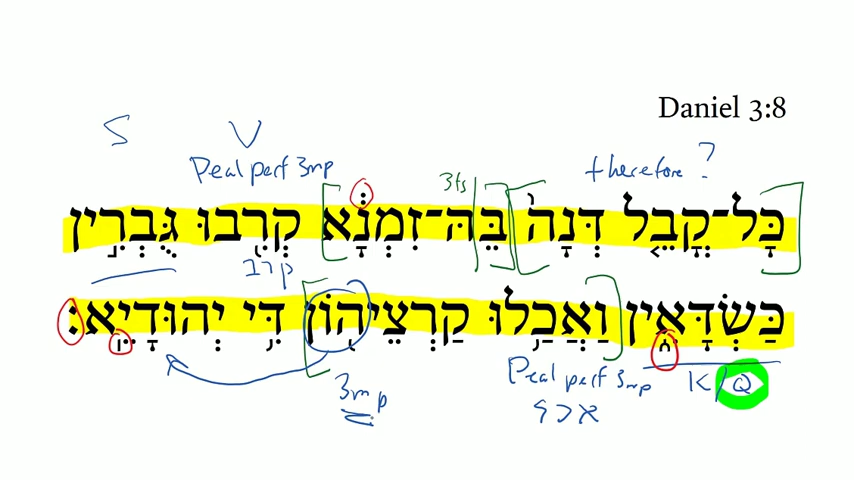 Daniel 3:8
S V
Peal perf 3mp 3fs therefore?
כָּל־קֳבֵ֤ל דְּנָה֙ בֵּהּ־זִמְנָ֔א קְרִ֖בוּ גֻּבְרִ֣ין
קרב
כַּשְׂדָּאִ֑ין וַאֲכַ֥לוּ קַרְצֵיה֖וֹן דִּ֥י יְהוּדָיֵֽא׃
3mp Peal perf 3mp K/Q
אכל